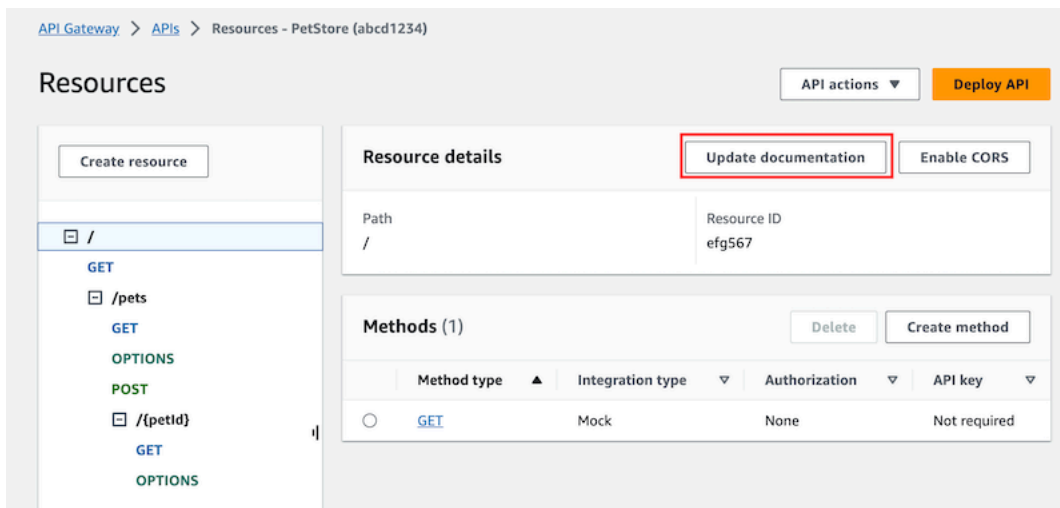 API Gateway > APIs > Resources - PetStore (abcd1234)
Resources
API actions ▼
Deploy API
Create resource
/
GET
/pets
GET
OPTIONS
POST
/{petId}
GET
OPTIONS
Resource details
Update documentation
Enable CORS
Path
/
Resource ID
efg567
Methods (1)
Delete
Create method
Method type ▲ Integration type ▽ Authorization ▽ API key ▽
GET Mock None Not required